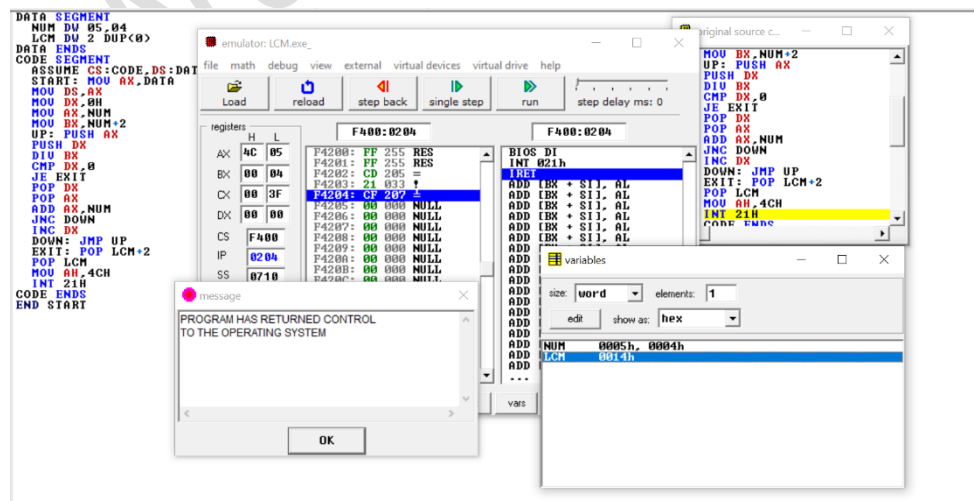 DATA SEGMENT
NUM DW 05,04
LCM DW 2 DUP(0)
DATA ENDS
CODE SEGMENT
ASSUME CS:CODE,DS:DAT
START: MOV AX,DATA
MOV DS,AX
MOV DX,0H
MOV AX,NUM
MOV BX,NUM+2
UP: PUSH AX
PUSH DX
DIV BX
CMP DX,0
JE EXIT
POP DX
POP AX
ADD AX,NUM
JNC DOWN
INC DX
DOWN: JMP UP
EXIT: POP LCM+2
POP LCM
MOV AH,4CH
INT 21H
CODE ENDS
END START
emulator: LCM.exe_
file math debug view external virtual devices virtual drive help
Load reload step back single step run step delay ms: 0
registers
H L
AX 4C 05
BX 00 04
CX 00 3F
DX 00 00
CS F400
IP 0204
SS 0710
F400:0204 F400:0204
F4200: FF 255 RES
F4201: FF 255 RES
F4202: CD 205 =
F4203: 21 033 !
F4204: CF 207 ╧
F4205: 00 000 NULL
F4206: 00 000 NULL
F4207: 00 000 NULL
F4208: 00 000 NULL
F4209: 00 000 NULL
F420A: 00 000 NULL
F420B: 00 000 NULL
F420C: 00 000 NULL
BIOS DI
INT 021h
IRET
ADD [BX + SI], AL
ADD [BX + SI], AL
ADD [BX + SI], AL
ADD [BX + SI], AL
ADD [BX + SI], AL
ADD [BX + SI], AL
ADD
ADD
ADD
ADD
ADD
ADD
ADD
ADD
...
vars
original source c...
MOV BX,NUM+2
UP: PUSH AX
PUSH DX
DIV BX
CMP DX,0
JE EXIT
POP DX
POP AX
ADD AX,NUM
JNC DOWN
INC DX
DOWN: JMP UP
EXIT: POP LCM+2
POP LCM
MOV AH,4CH
INT 21H
CODE ENDS
message
PROGRAM HAS RETURNED CONTROL
TO THE OPERATING SYSTEM
OK
variables
size: word elements: 1
edit show as: hex
NUM 0005h, 0004h
LCM 0014h